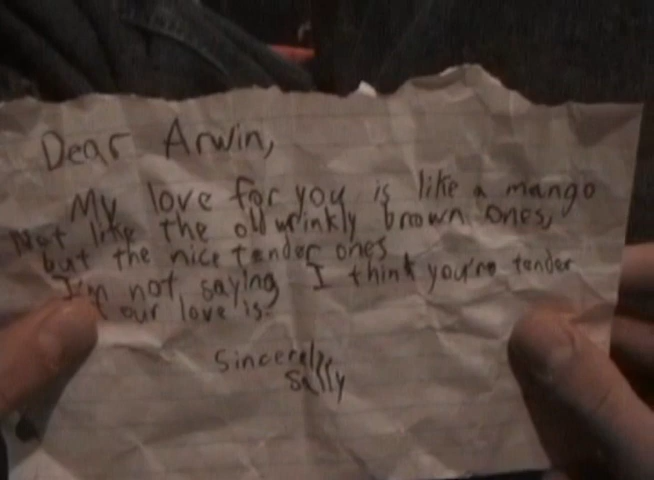 Dear Arwin,
My love for you is like a mango
Not like the old wrinkly brown ones,
but the nice tender ones
I'm not saying I think you're tender
our love is.
Sincerely,
Sally